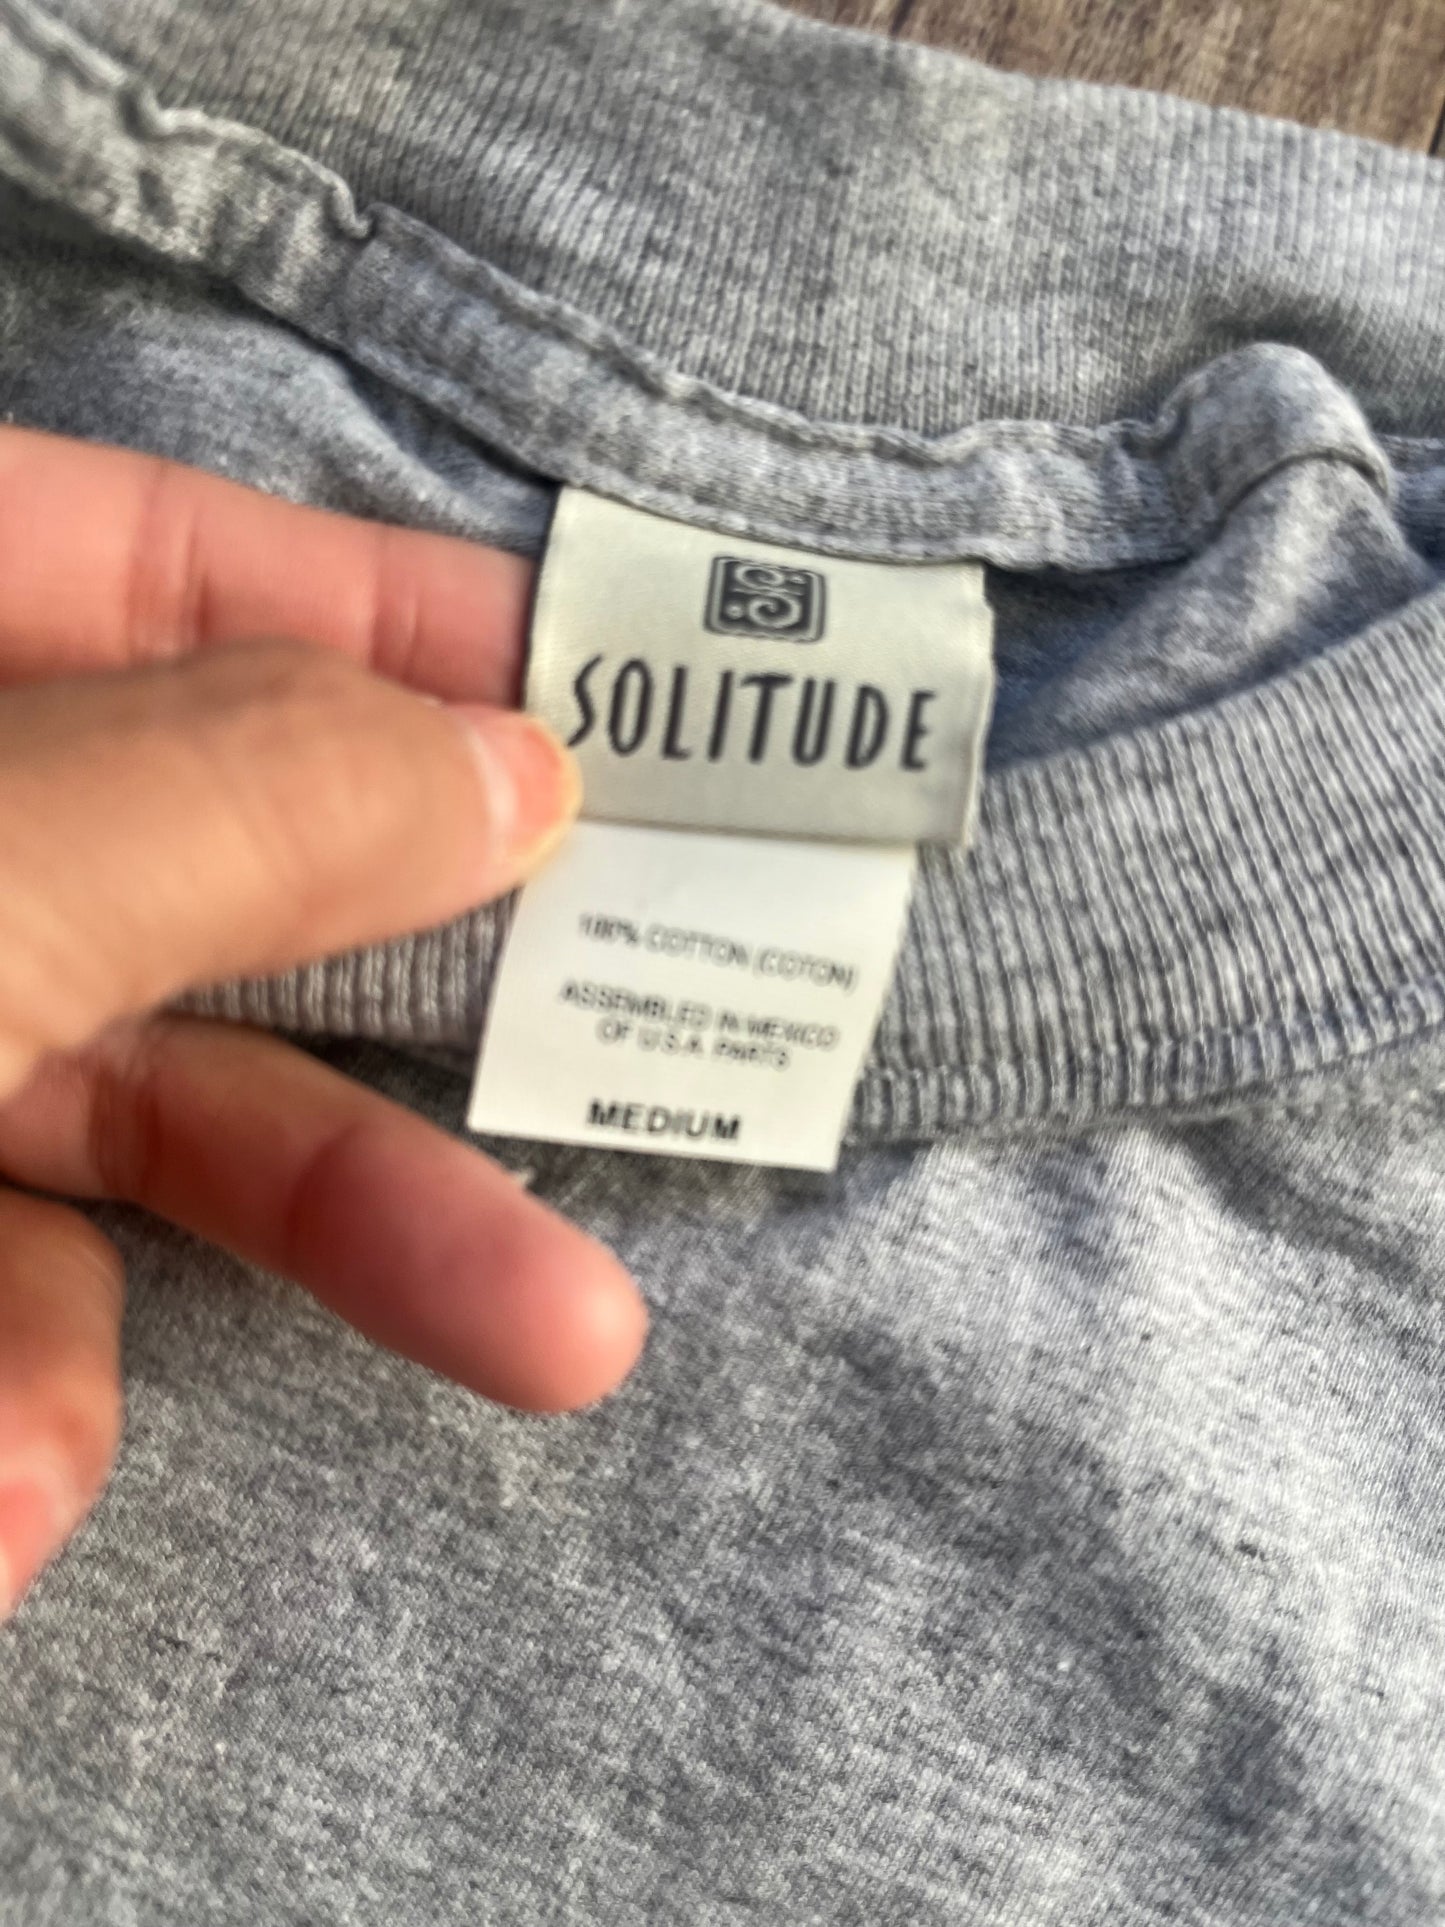 SOLITUDE
100% COTTON (COTON)
ASSEMBLED IN MEXICO
OF U.S.A. PARTS
MEDIUM